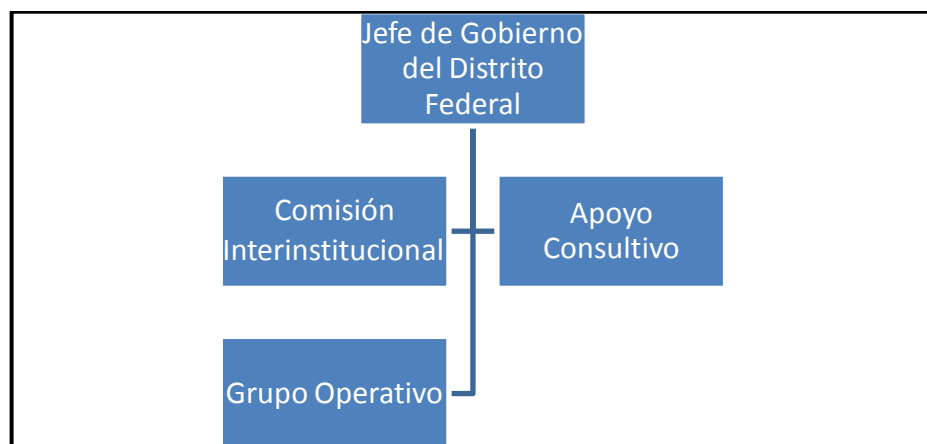 Jefe de Gobierno
del Distrito
Federal
Comisión
Interinstitucional
Apoyo
Consultivo
Grupo Operativo